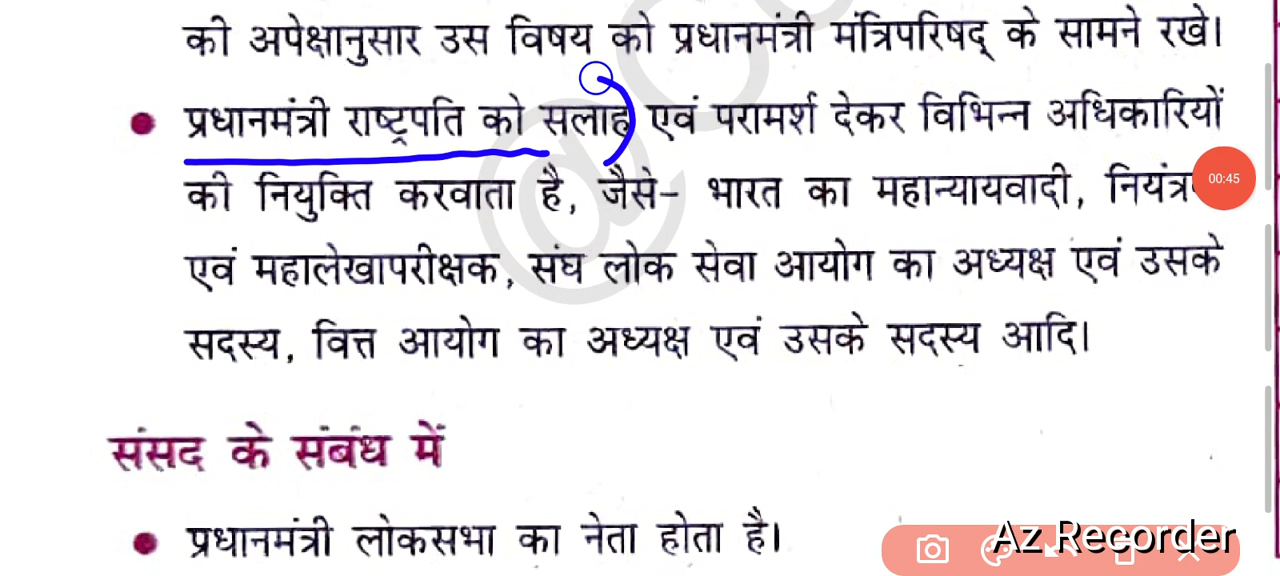 की अपेक्षानुसार उस विषय को प्रधानमंत्री मंत्रिपरिषद् के सामने रखे।
● प्रधानमंत्री राष्ट्रपति को सलाह एवं परामर्श देकर विभिन्न अधिकारियों
की नियुक्ति करवाता है, जैसे- भारत का महान्यायवादी,
00:45
एवं महालेखापरीक्षक, संघ लोक सेवा आयोग का अध्यक्ष एवं उसके
सदस्य, वित्त आयोग का अध्यक्ष एवं उसके सदस्य आदि।
संसद के संबंध में
● प्रधानमंत्री लोकसभा का नेता होता है।
Az Recorder